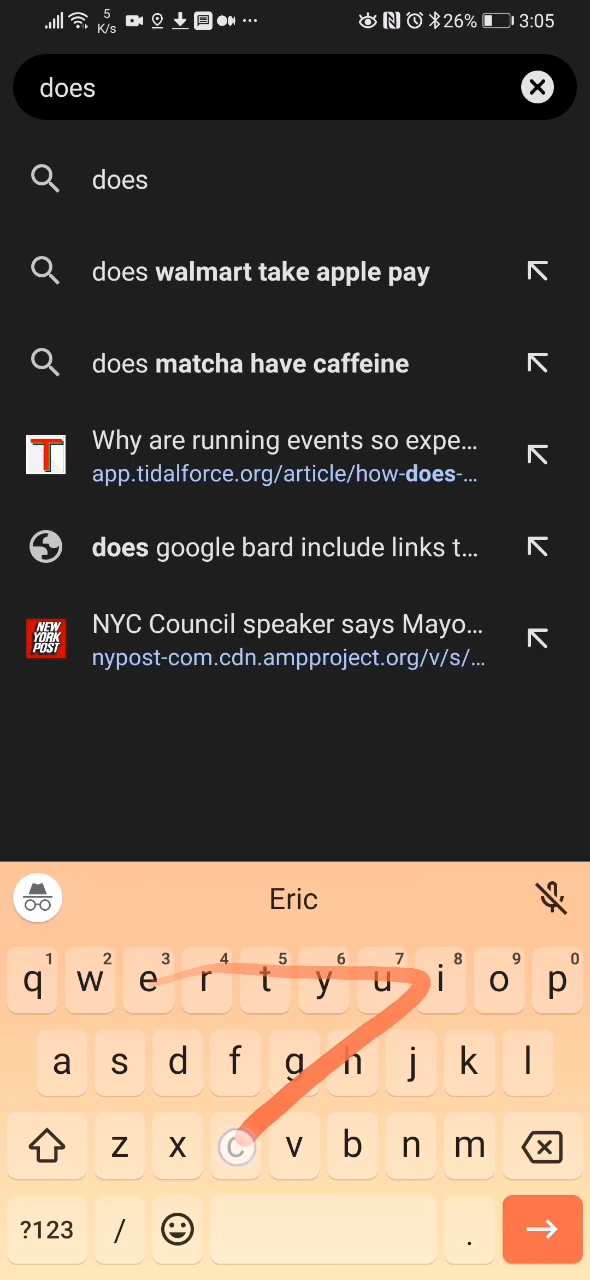 5 K/s 26% 3:05
does
does
does walmart take apple pay
does matcha have caffeine
T Why are running events so expe...
app.tidalforce.org/article/how-does-...
does google bard include links t...
NEW YORK POST NYC Council speaker says Mayo...
nypost-com.cdn.ampproject.org/v/s/...
Eric
1 2 3 4 5 6 7 8 9 0
q w e r t y u i o p
a s d f g h j k l
z x c v b n m
?123 / .